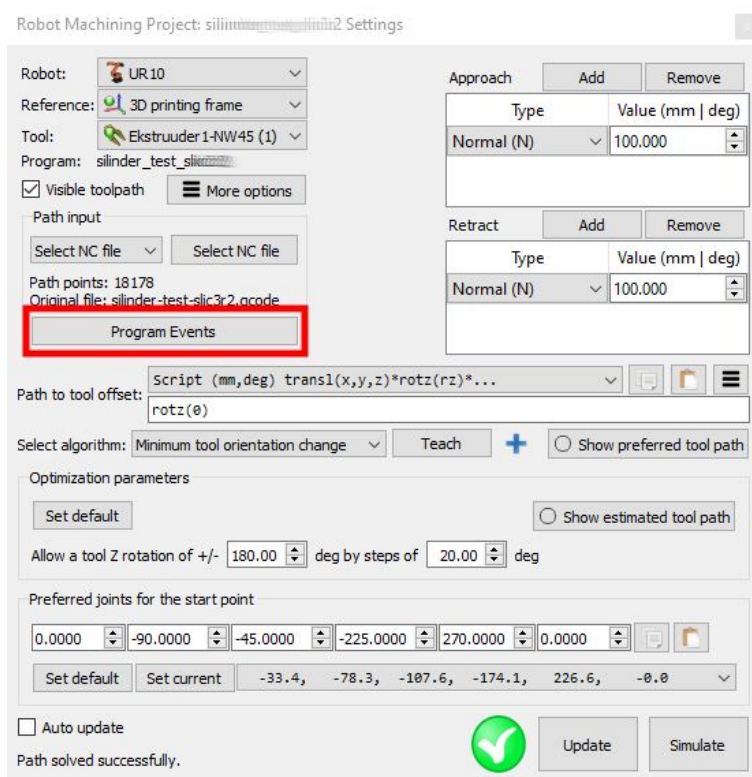 Robot Machining Project: Settings
Robot: UR10
Reference: 3D printing frame
Tool: Ekstruuder1-NW45 (1)
Program: silinder_test_
Visible toolpath More options
Path input
Select NC file Select NC file
Path points: 18178
Original file: silinder-test-slic3r2.gcode
Program Events
Approach Add Remove
Type Value (mm | deg)
Normal (N) 100.000
Retract Add Remove
Type Value (mm | deg)
Normal (N) 100.000
Path to tool offset: Script (mm,deg) transl(x,y,z)*rotz(rz)*...
rotz(0)
Select algorithm: Minimum tool orientation change Teach Show preferred tool path
Optimization parameters
Set default Show estimated tool path
Allow a tool Z rotation of +/- 180.00 deg by steps of 20.00 deg
Preferred joints for the start point
0.0000 -90.0000 -45.0000 -225.0000 270.0000 0.0000
Set default Set current -33.4, -78.3, -107.6, -174.1, 226.6, -0.0
Auto update
Path solved successfully.
Update Simulate